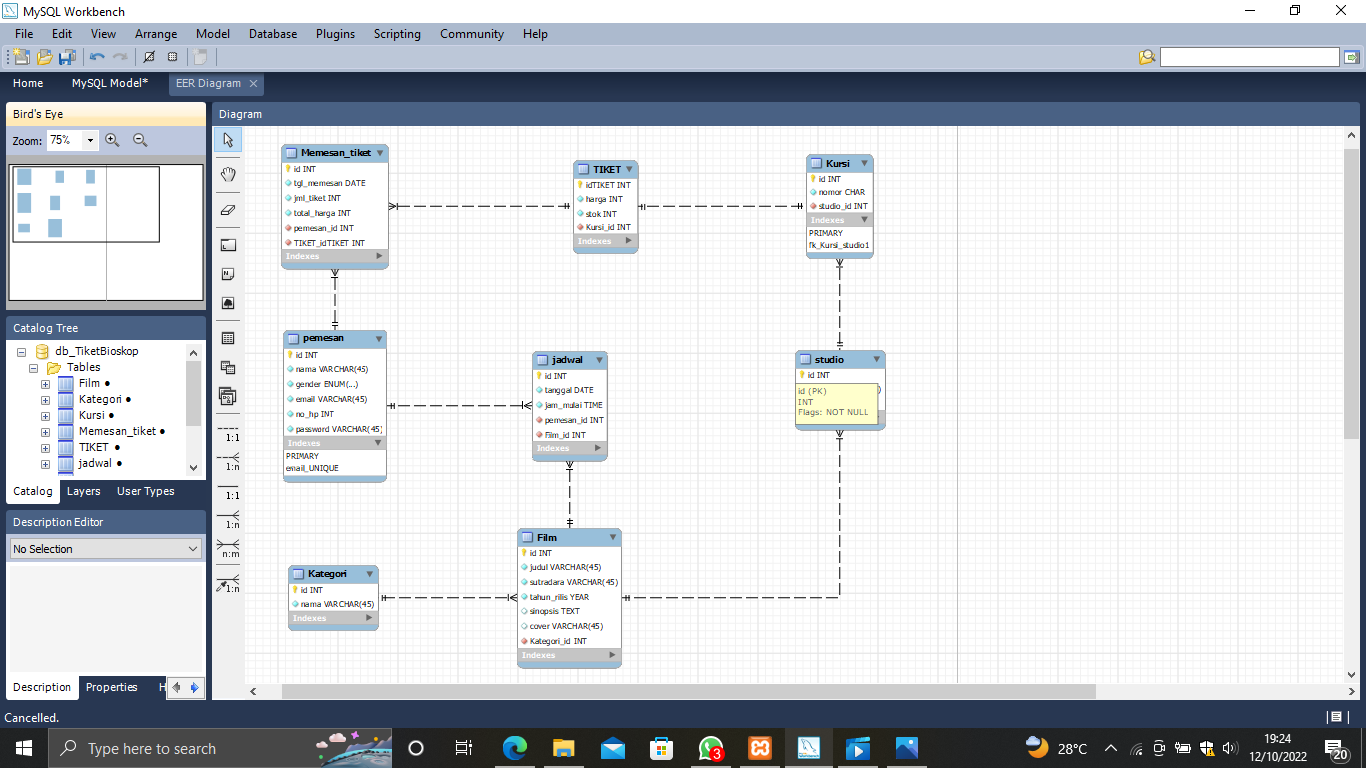 MySQL Workbench
File Edit View Arrange Model Database Plugins Scripting Community Help
Home MySQL Model* EER Diagram
Bird's Eye
Zoom: 75%
Catalog Tree
db_TiketBioskop
Tables
Film
Kategori
Kursi
Memesan_tiket
TIKET
jadwal
Catalog Layers User Types
Description Editor
No Selection
Description Properties H
Cancelled.
Diagram
1:1
1:n
1:1
1:n
n:m
1:n
Memesan_tiket
id INT
tgl_memesan DATE
jml_tiket INT
total_harga INT
pemesan_id INT
TIKET_idTIKET INT
Indexes
TIKET
idTIKET INT
harga INT
stok INT
Kursi_id INT
Indexes
Kursi
id INT
nomor CHAR
studio_id INT
Indexes
PRIMARY
fk_Kursi_studio1
pemesan
id INT
nama VARCHAR(45)
gender ENUM(...)
email VARCHAR(45)
no_hp INT
password VARCHAR(45)
Indexes
PRIMARY
email_UNIQUE
jadwal
id INT
tanggal DATE
jam_mulai TIME
pemesan_id INT
Film_id INT
Indexes
studio
id INT
id (PK)
INT
Flags: NOT NULL
Kategori
id INT
nama VARCHAR(45)
Indexes
Film
id INT
judul VARCHAR(45)
sutradara VARCHAR(45)
tahun_rilis YEAR
sinopsis TEXT
cover VARCHAR(45)
Kategori_id INT
Indexes
Type here to search
3
28°C
19:24
12/10/2022
20